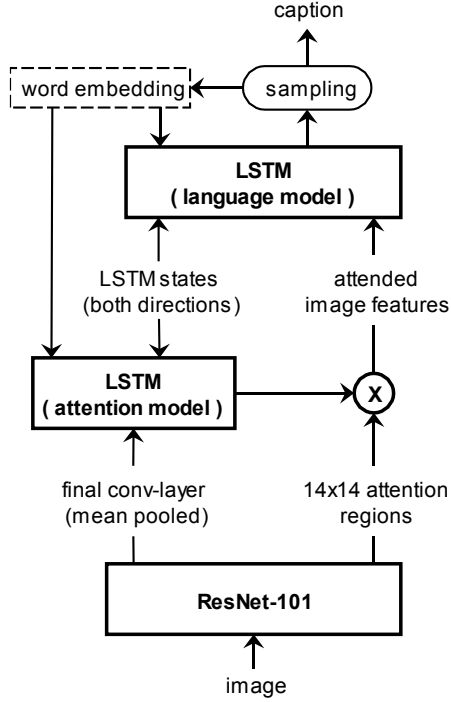 caption
word embedding
sampling
LSTM
( language model )
LSTM states
(both directions )
attended
image features
LSTM
( attention model )
X
final conv-layer
(mean pooled)
14x14 attention
regions
ResNet-101
image